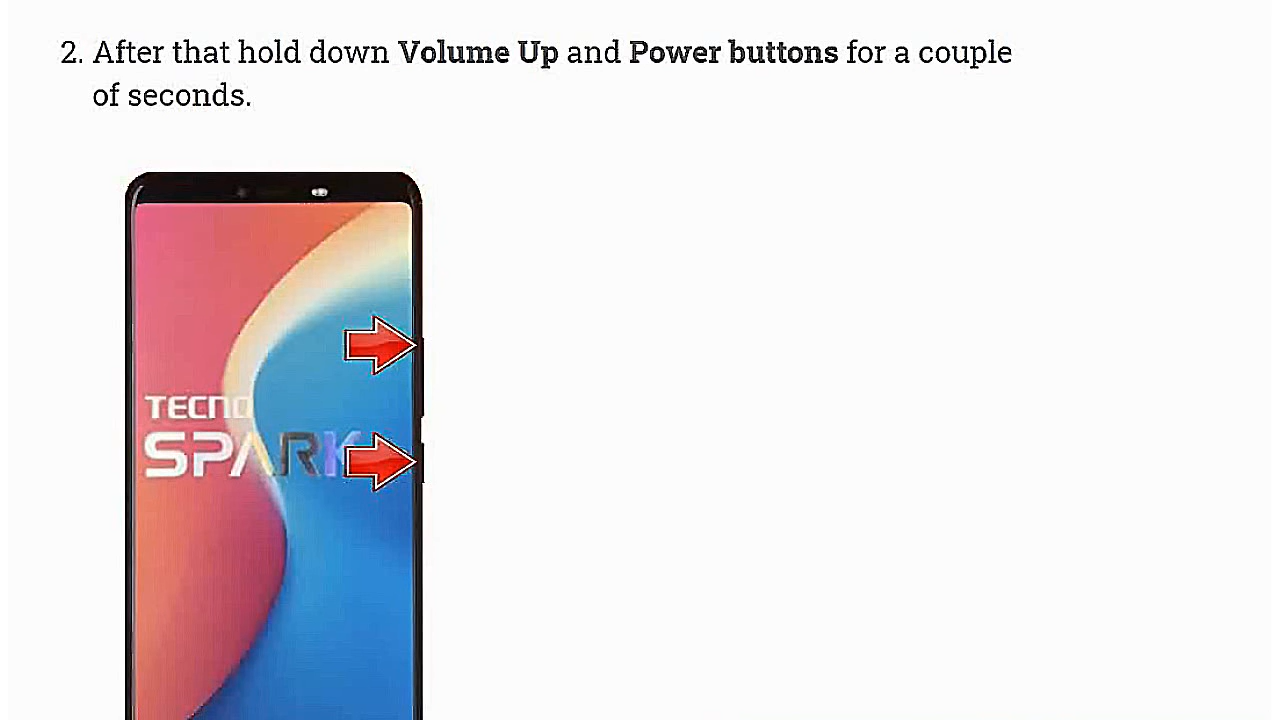 2. After that hold down Volume Up and Power buttons for a couple
of seconds.
TECNO
SPARK